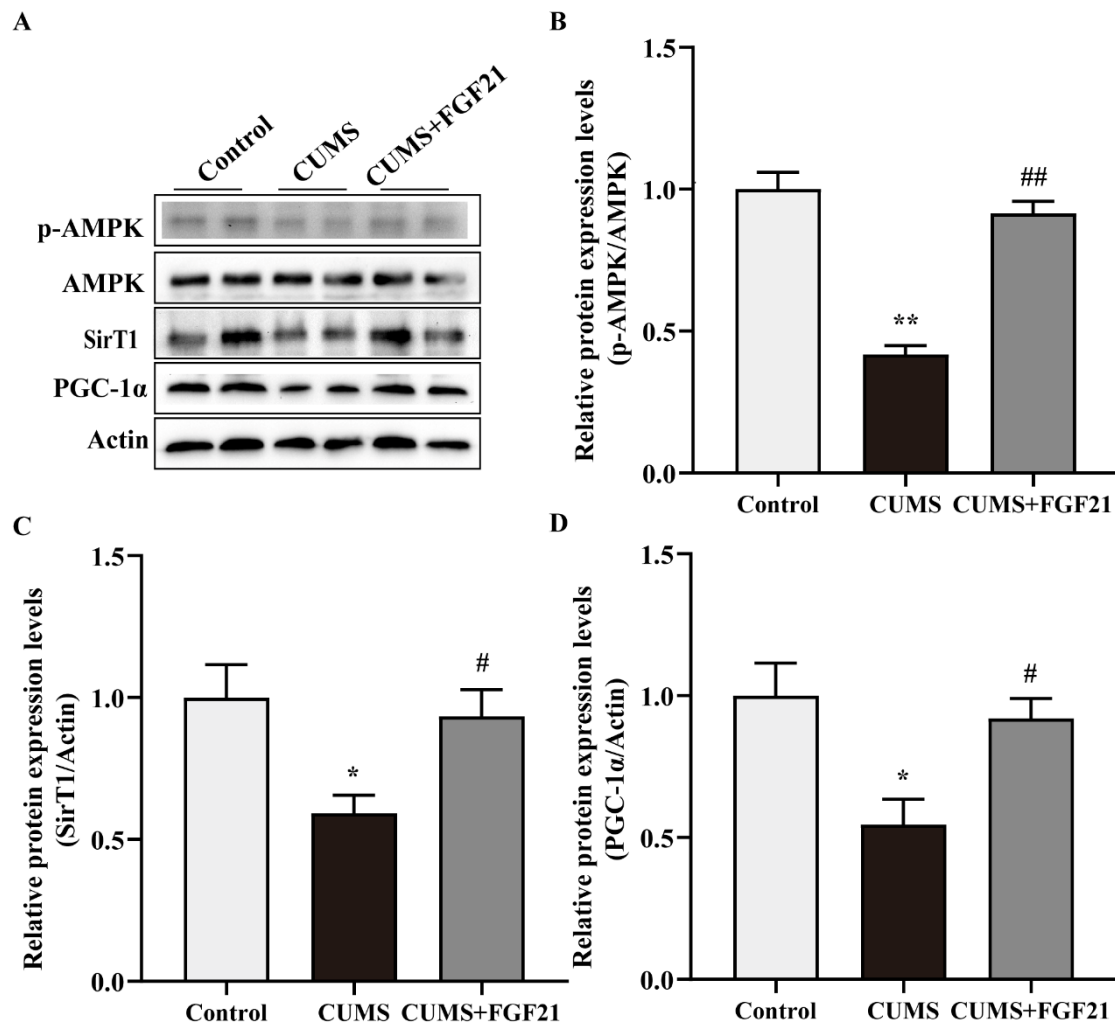 A
Control
CUMS
CUMS+FGF21
p-AMPK
AMPK
SirT1
PGC-1α
Actin
B
Relative protein expression levels
(p-AMPK/AMPK)
1.5
1.0
0.5
0.0
**
##
Control
CUMS
CUMS+FGF21
C
Relative protein expression levels
(SirT1/Actin)
1.5
1.0
0.5
0.0
*
#
Control
CUMS
CUMS+FGF21
D
Relative protein expression levels
(PGC-1α/Actin)
1.5
1.0
0.5
0.0
*
#
Control
CUMS
CUMS+FGF21